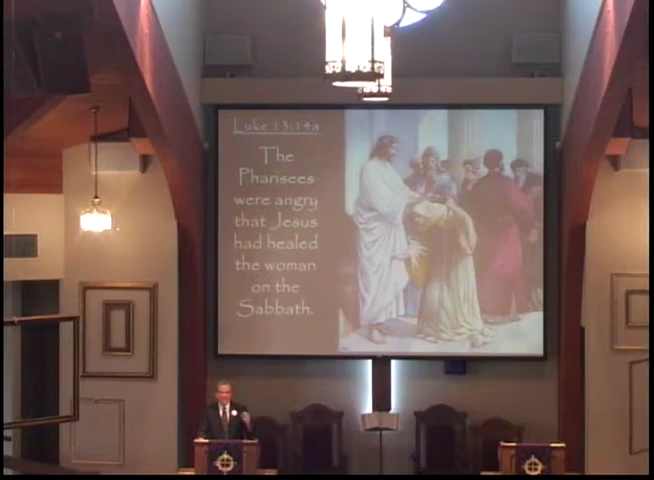 Luke 13:14a
The
Pharisees
were angry
that Jesus
had healed
the woman
on the
Sabbath.